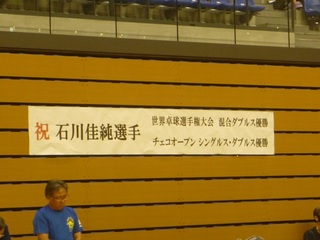 祝 石川佳純選手
世界卓球選手権大会 混合ダブルス優勝
チェコオープン シングルス・ダブルス優勝